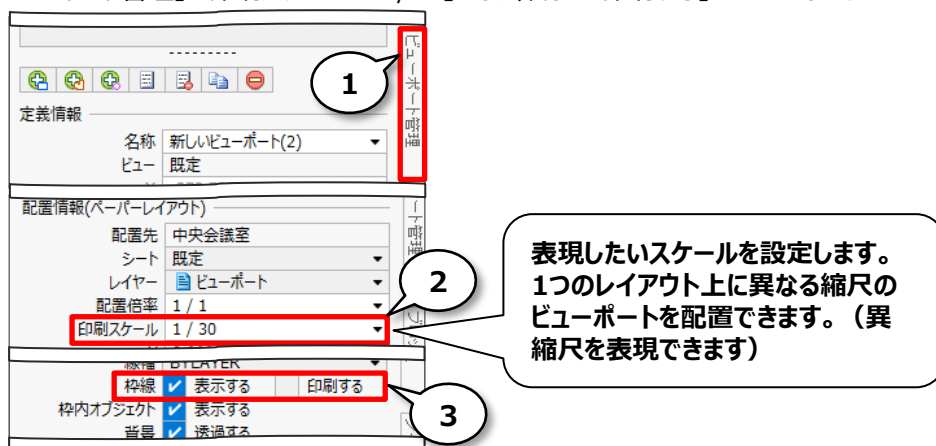 ビューポート管理
1
定義情報
名称 新しいビューポート(2)
ビュー 既定
配置情報(ペーパーレイアウト)
配置先 中央会議室
シート 既定
レイヤー ビューポート
配置倍率 1 / 1
印刷スケール 1 / 30
2
表現したいスケールを設定します。
1つのレイアウト上に異なる縮尺の
ビューポートを配置できます。（異
縮尺を表現できます）
線幅 BYLAYER
枠線 表示する 印刷する
枠内オブジェクト 表示する
背景 透過する
3